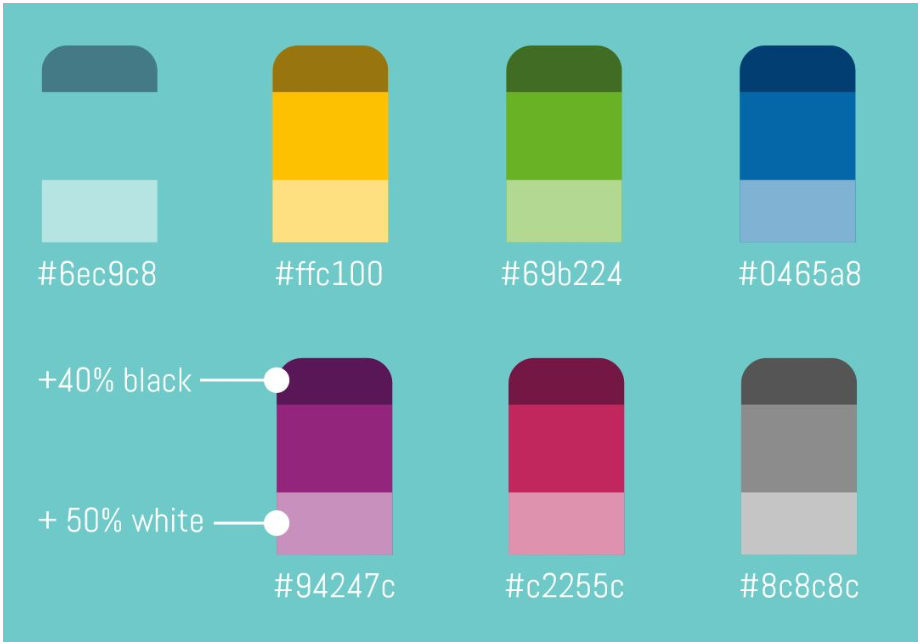 #6ec9c8
#ffc100
#69b224
#0465a8
+40% black
+ 50% white
#94247c
#c2255c
#8c8c8c